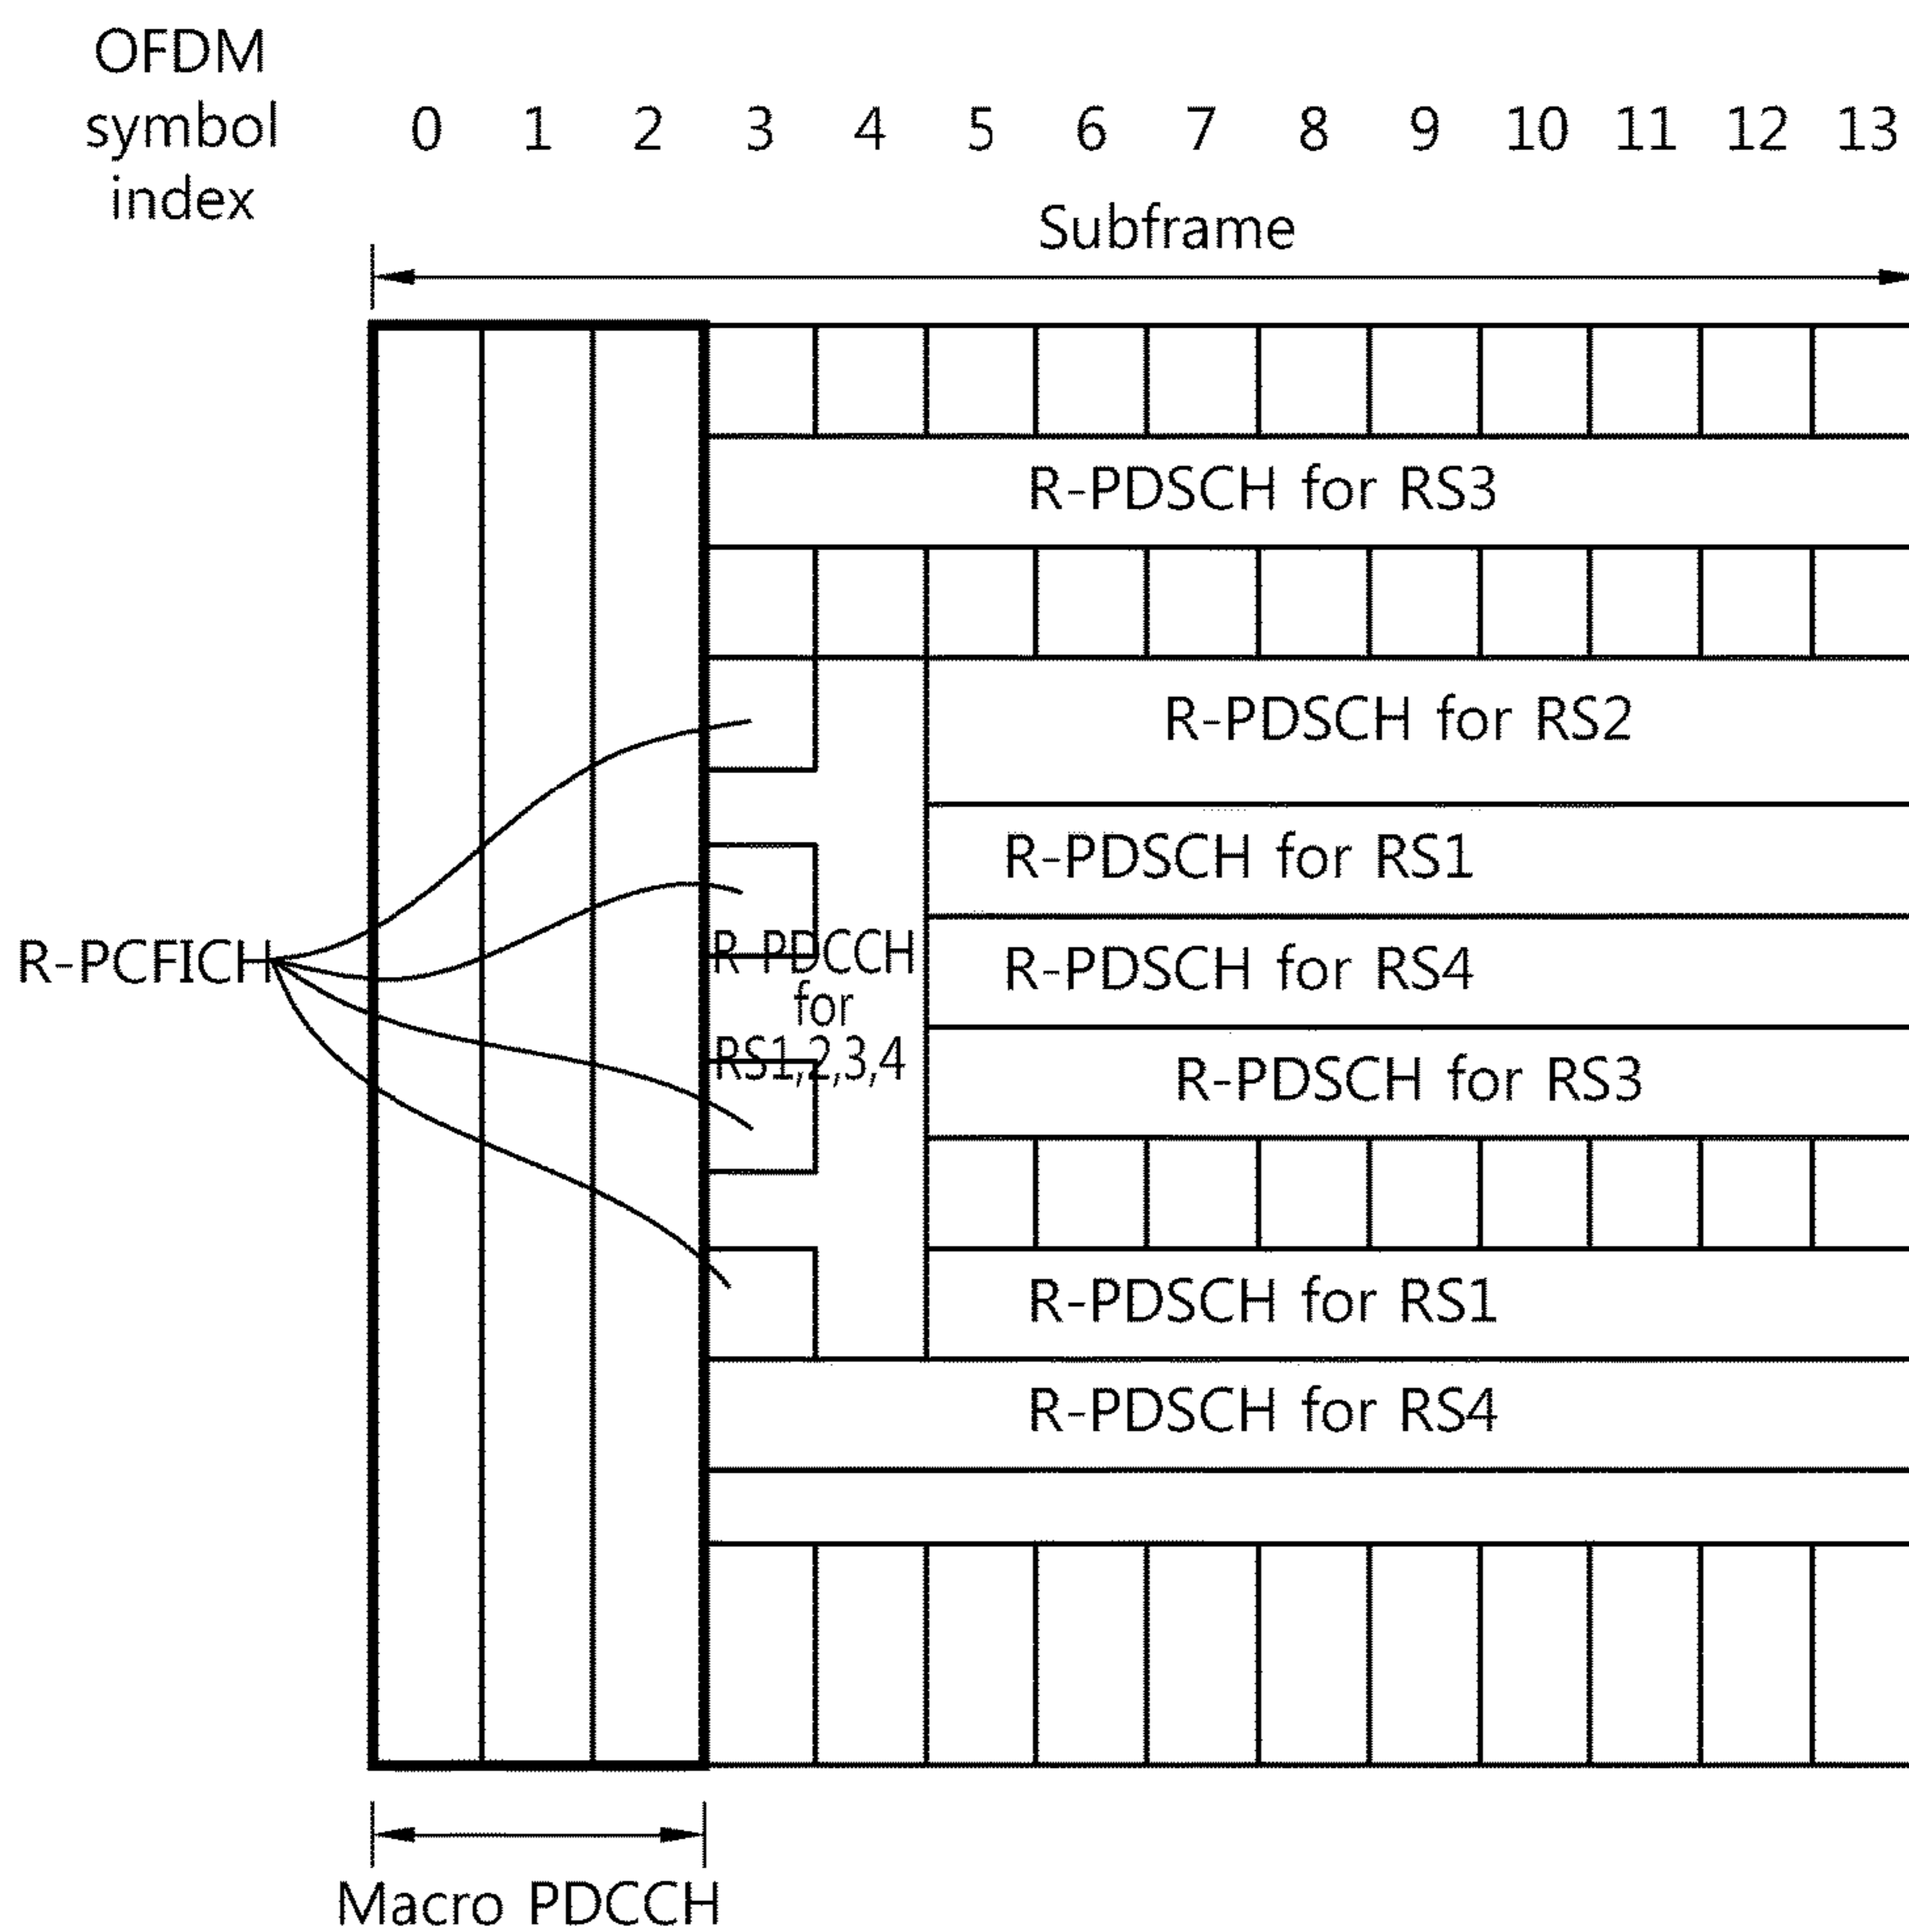 OFDM
symbol
index
0 1 2 3 4 5 6 7 8 9 10 11 12 13
Subframe
R-PDSCH for RS3
R-PDSCH for RS2
R-PDSCH for RS1
R-PCFICH
R-PDCCH
for
RS1,2,3,4
R-PDSCH for RS4
R-PDSCH for RS3
R-PDSCH for RS1
R-PDSCH for RS4
Macro PDCCH